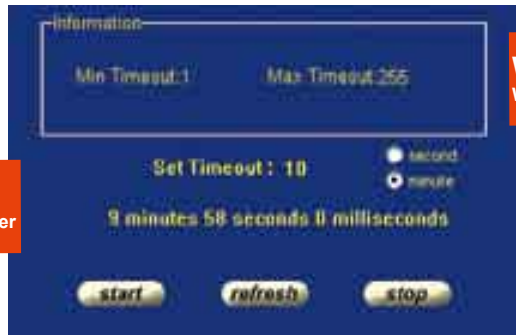 Information
Min Timeout:1 Max Timeout:255
Set Timeout : 10
second
minute
9 minutes 58 seconds 0 milliseconds
start refresh stop
er